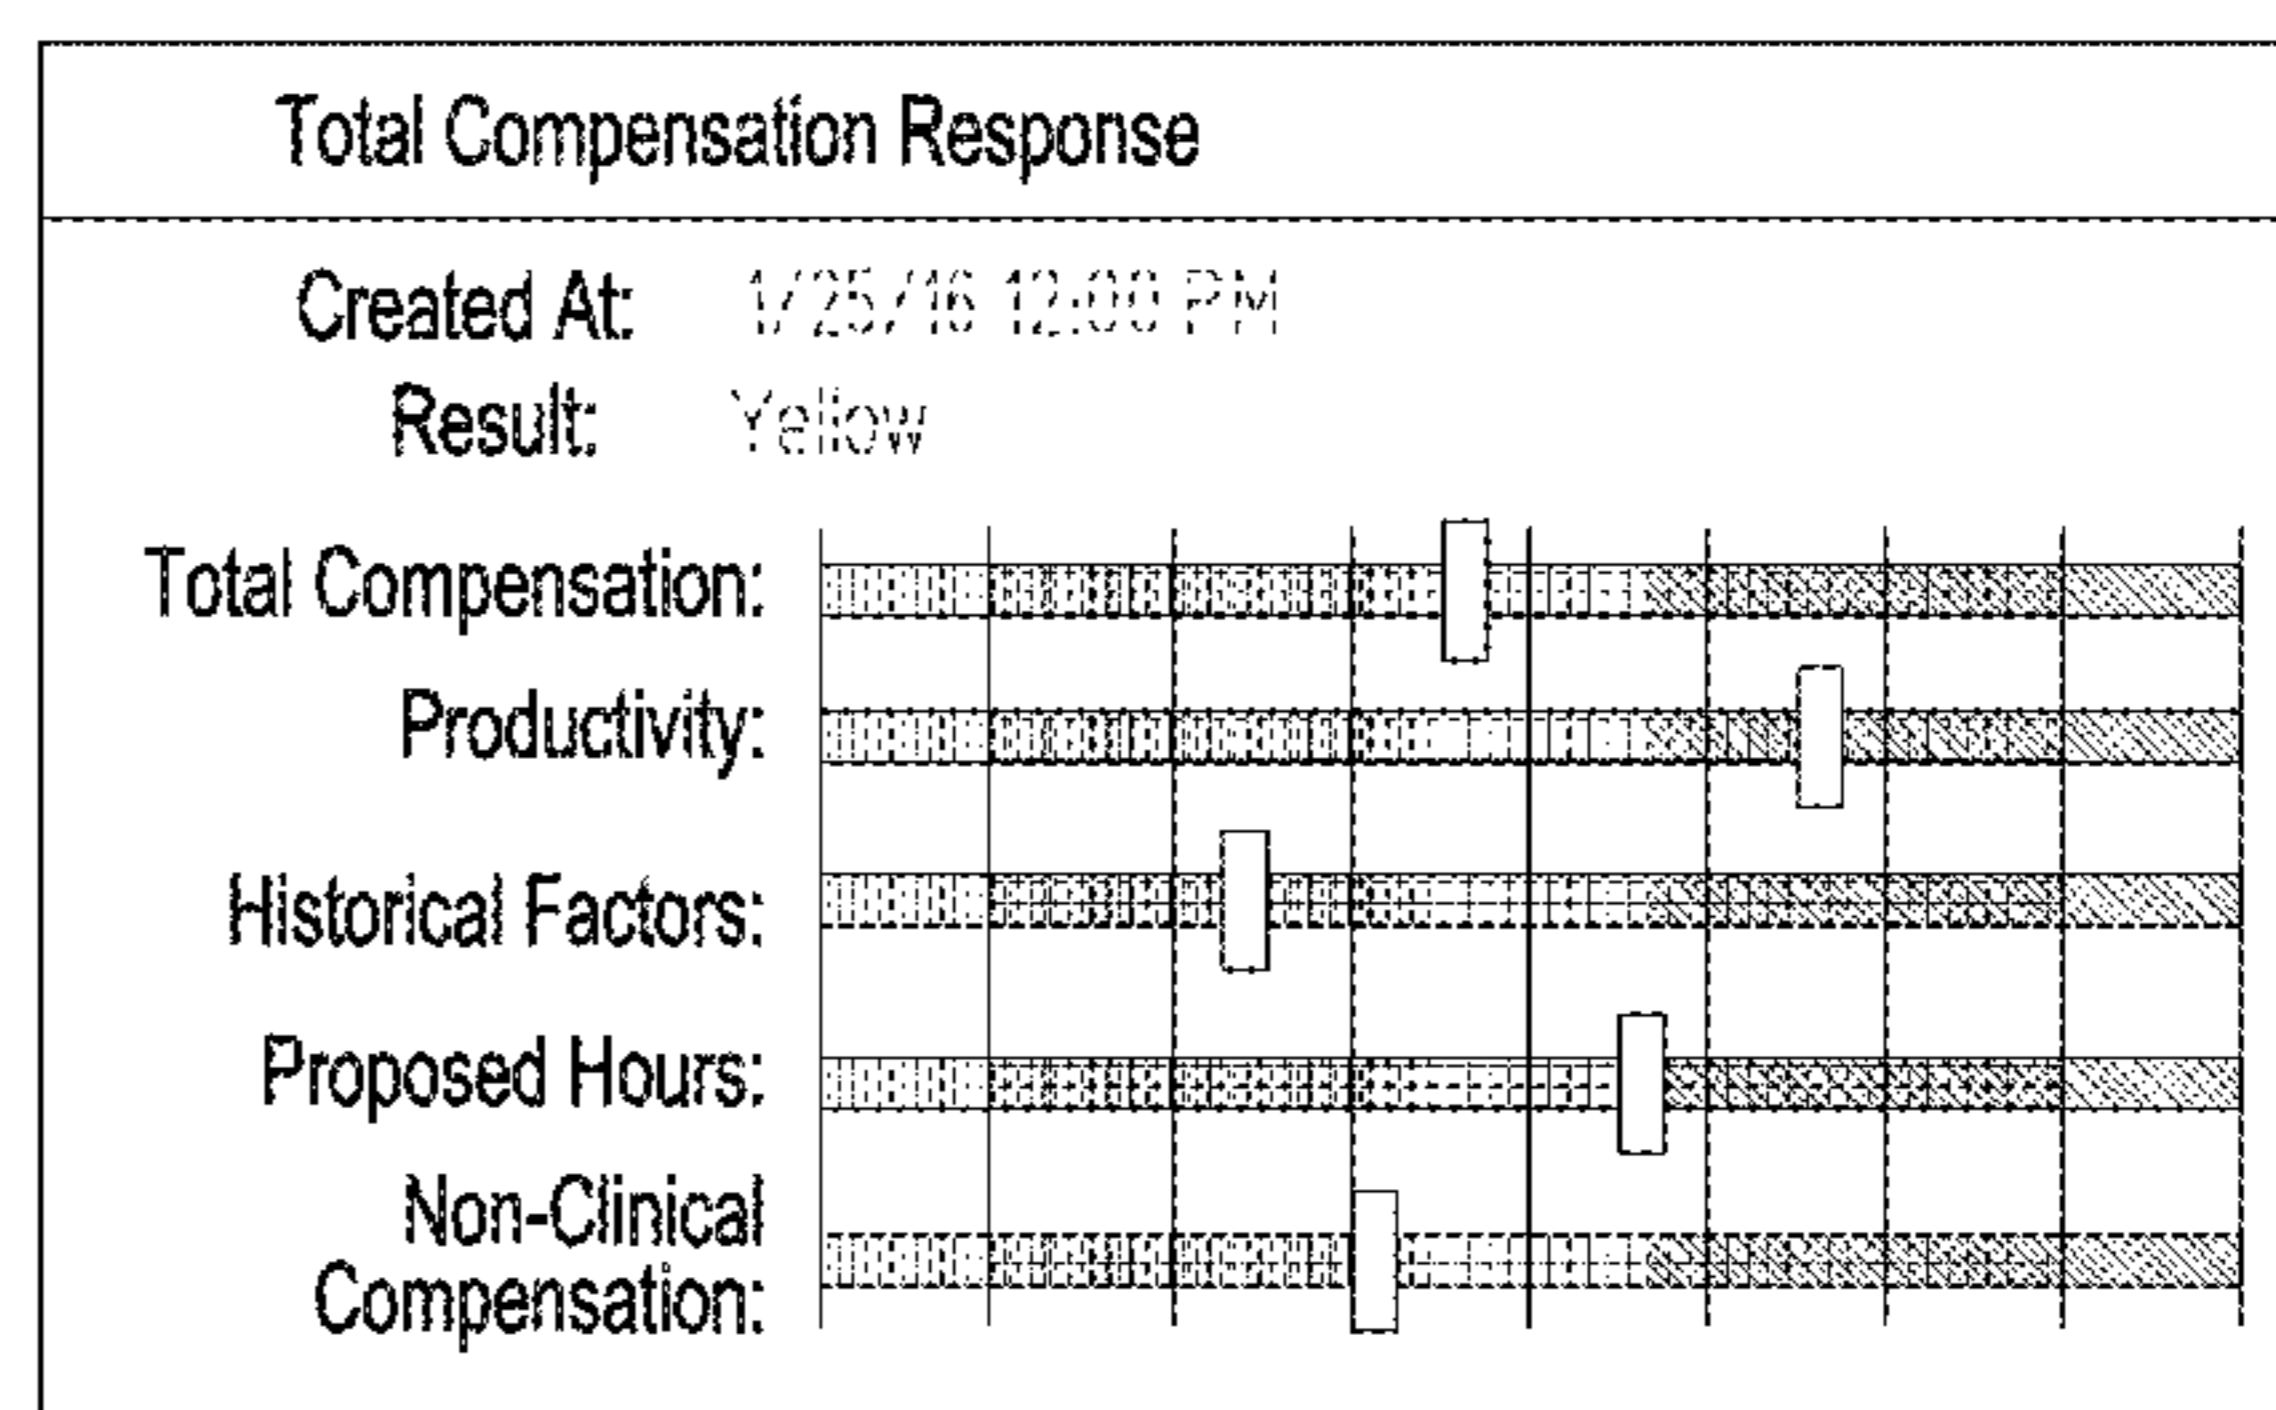 Total Compensation Response
Created At: 1/25/16 12:00 PM
Result: Yellow
Total Compensation:
Productivity:
Historical Factors:
Proposed Hours:
Non-Clinical
Compensation: